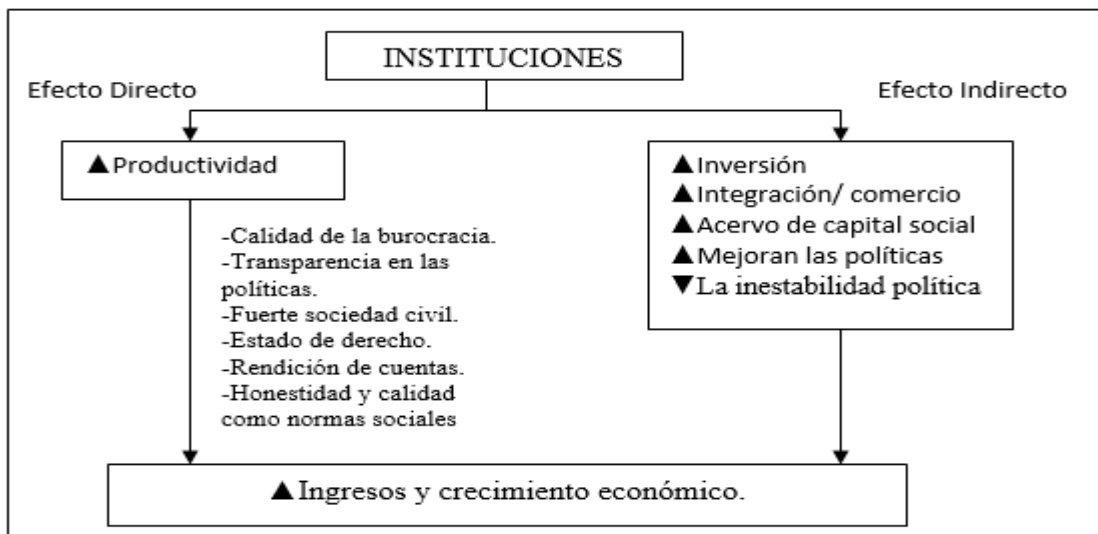 INSTITUCIONES
Efecto Directo
Efecto Indirecto
▲Productividad
-Calidad de la burocracia.
-Transparencia en las
políticas.
-Fuerte sociedad civil.
-Estado de derecho.
-Rendición de cuentas.
-Honestidad y calidad
como normas sociales
▲Inversión
▲Integración/ comercio
▲Acervo de capital social
▲Mejoran las políticas
▼La inestabilidad política
▲Ingresos y crecimiento económico.